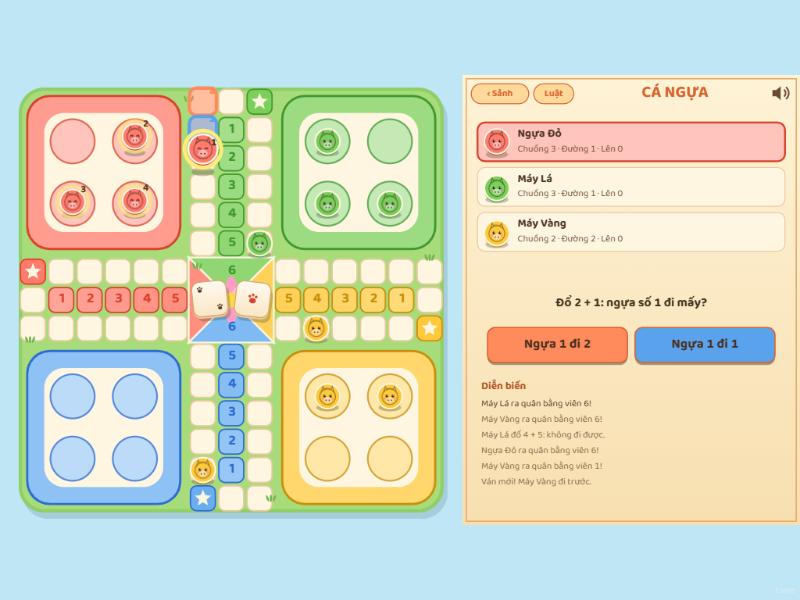 ‹ Sảnh
Luật
CÁ NGỰA
Ngựa Đỏ
Chuồng 3 · Đường 1 · Lên 0
Máy Lá
Chuồng 3 · Đường 1 · Lên 0
Máy Vàng
Chuồng 2 · Đường 2 · Lên 0
Đổ 2 + 1: ngựa số 1 đi mấy?
Ngựa 1 đi 2
Ngựa 1 đi 1
Diễn biến
Máy Lá ra quân bằng viên 6!
Máy Vàng ra quân bằng viên 6!
Máy Lá đổ 4 + 5: không đi được.
Ngựa Đỏ ra quân bằng viên 6!
Máy Vàng ra quân bằng viên 1!
Ván mới! Máy Vàng đi trước.
2
3 4
1
1
2
3
4
5
6
1 2 3 4 5
5 4 3 2 1
6
5
4
3
2
1